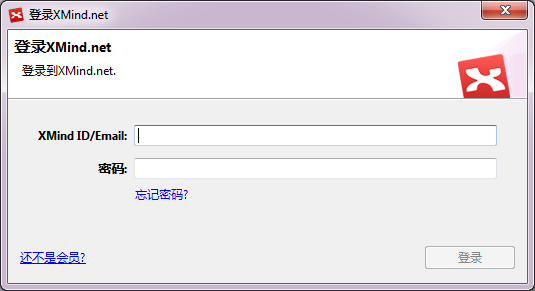 登录XMind.net
登录XMind.net
登录到XMind.net.
XMind ID/Email:
密码:
忘记密码?
还不是会员?
登录